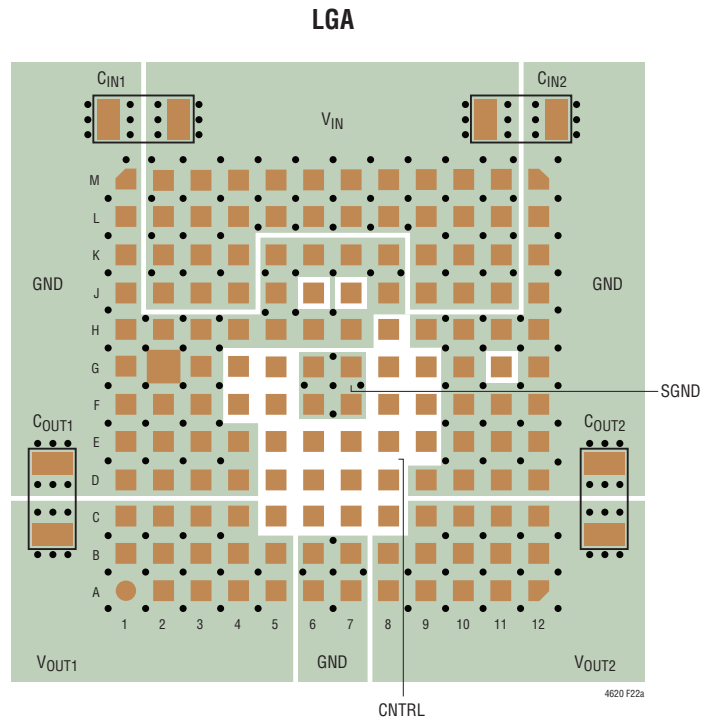 LGA
CIN1
CIN2
VIN
M
L
K
GND
J
GND
H
G
SGND
F
COUT1
COUT2
E
D
C
B
A
1 2 3 4 5 6 7 8 9 10 11 12
VOUT1
GND
VOUT2
4620 F22a
CNTRL